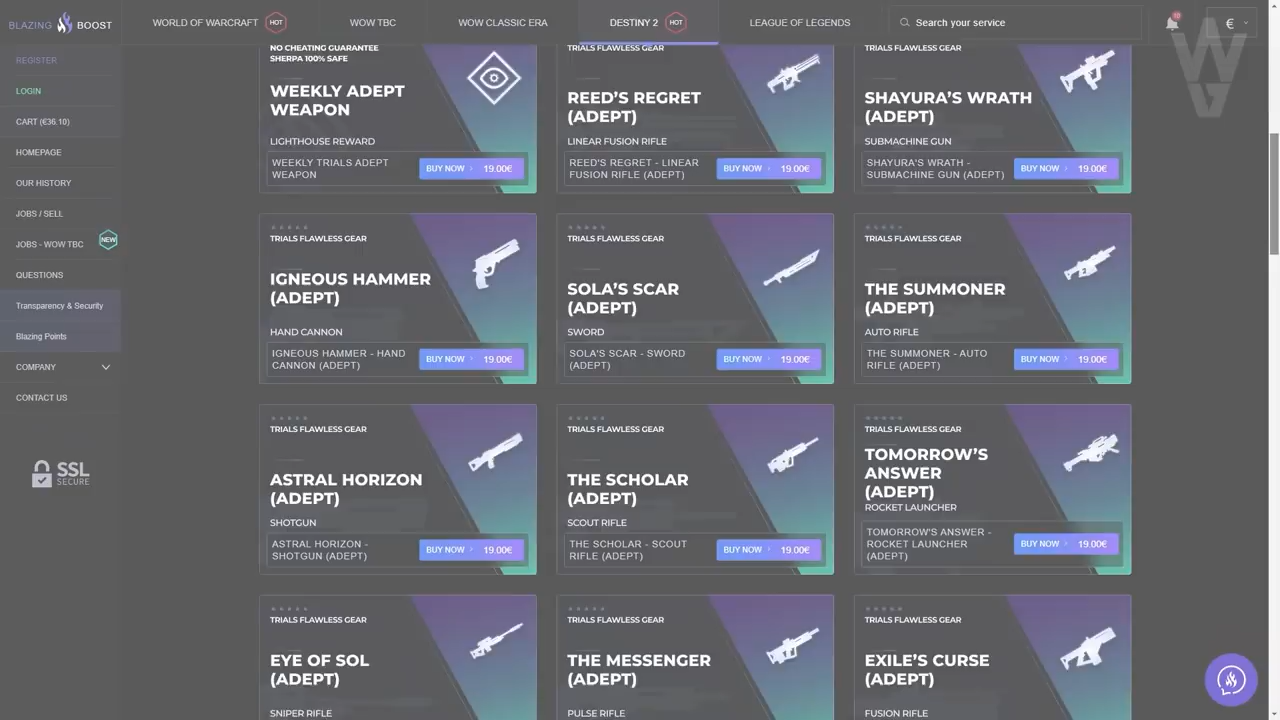 BLAZING BOOST
WORLD OF WARCRAFT HOT
WOW TBC
WOW CLASSIC ERA
DESTINY 2 HOT
LEAGUE OF LEGENDS
Search your service
€
REGISTER
LOGIN
CART (€36.10)
HOMEPAGE
OUR HISTORY
JOBS / SELL
JOBS - WOW TBC NEW
QUESTIONS
Transparency & Security
Blazing Points
COMPANY
CONTACT US
SSL
SECURE
WG
NO CHEATING GUARANTEE
SHERPA 100% SAFE
WEEKLY ADEPT
WEAPON
LIGHTHOUSE REWARD
WEEKLY TRIALS ADEPT
WEAPON
BUY NOW 19.00€
TRIALS FLAWLESS GEAR
REED'S REGRET
(ADEPT)
LINEAR FUSION RIFLE
REED'S REGRET - LINEAR
FUSION RIFLE (ADEPT)
BUY NOW 19.00€
TRIALS FLAWLESS GEAR
SHAYURA'S WRATH
(ADEPT)
SUBMACHINE GUN
SHAYURA'S WRATH -
SUBMACHINE GUN (ADEPT)
BUY NOW 19.00€
TRIALS FLAWLESS GEAR
IGNEOUS HAMMER
(ADEPT)
HAND CANNON
IGNEOUS HAMMER - HAND
CANNON (ADEPT)
BUY NOW 19.00€
TRIALS FLAWLESS GEAR
SOLA'S SCAR
(ADEPT)
SWORD
SOLA'S SCAR - SWORD
(ADEPT)
BUY NOW 19.00€
TRIALS FLAWLESS GEAR
THE SUMMONER
(ADEPT)
AUTO RIFLE
THE SUMMONER - AUTO
RIFLE (ADEPT)
BUY NOW 19.00€
TRIALS FLAWLESS GEAR
ASTRAL HORIZON
(ADEPT)
SHOTGUN
ASTRAL HORIZON -
SHOTGUN (ADEPT)
BUY NOW 19.00€
TRIALS FLAWLESS GEAR
THE SCHOLAR
(ADEPT)
SCOUT RIFLE
THE SCHOLAR - SCOUT
RIFLE (ADEPT)
BUY NOW 19.00€
TRIALS FLAWLESS GEAR
TOMORROW'S
ANSWER
(ADEPT)
ROCKET LAUNCHER
TOMORROW'S ANSWER -
ROCKET LAUNCHER
(ADEPT)
BUY NOW 19.00€
TRIALS FLAWLESS GEAR
EYE OF SOL
(ADEPT)
SNIPER RIFLE
TRIALS FLAWLESS GEAR
THE MESSENGER
(ADEPT)
PULSE RIFLE
TRIALS FLAWLESS GEAR
EXILE'S CURSE
(ADEPT)
FUSION RIFLE